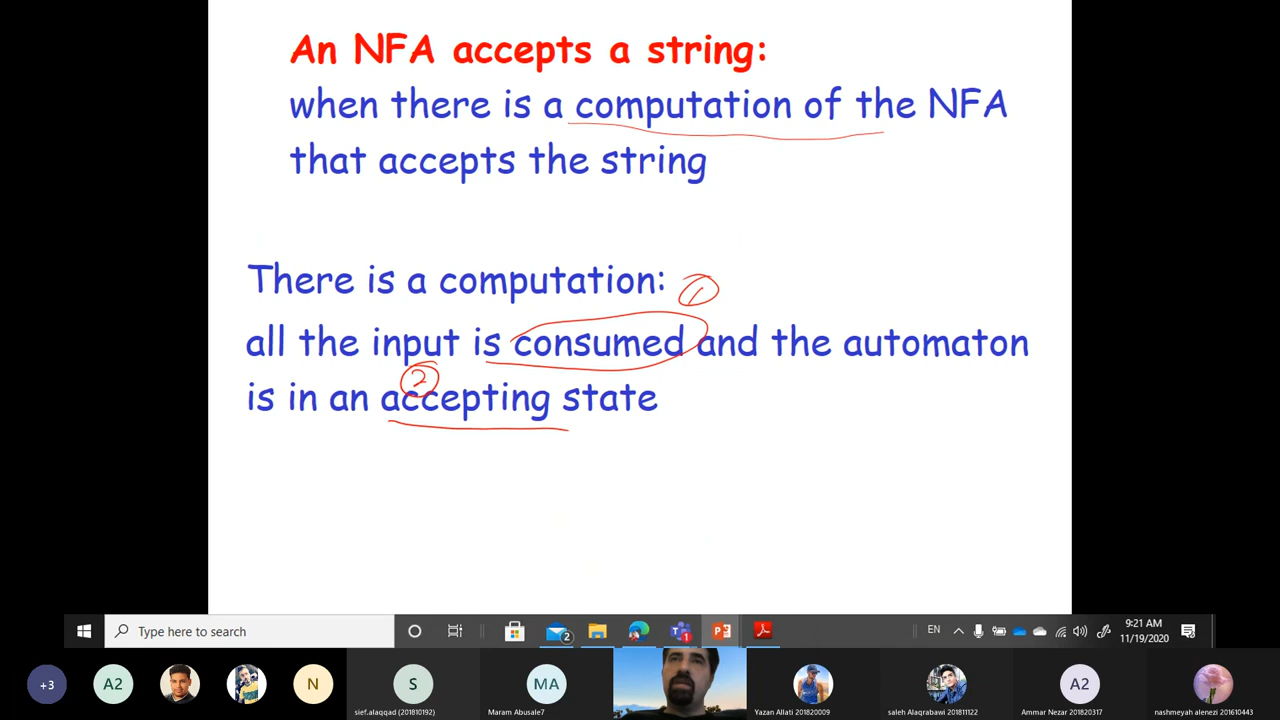 An NFA accepts a string:
when there is a computation of the NFA
that accepts the string
There is a computation:
1
all the input is consumed and the automaton
2
is in an accepting state
Type here to search
2
1
EN
9:21 AM
11/19/2020
+3
A2
N
S
MA
A2
sief.alaqqad (201810192)
Maram Abusale7
Yazan Allati 201820009
saleh Alaqrabawi 201811122
Ammar Nezar 201820317
nashmeyah alenezi 201610443